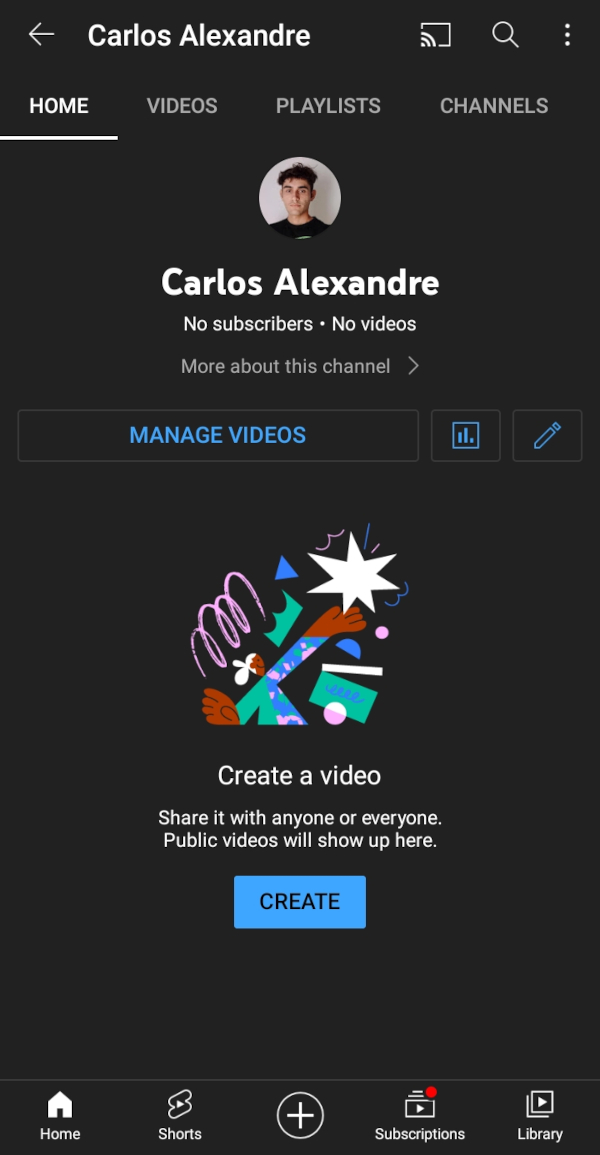 Carlos Alexandre
HOME VIDEOS PLAYLISTS CHANNELS
Carlos Alexandre
No subscribers • No videos
More about this channel
MANAGE VIDEOS
Create a video
Share it with anyone or everyone.
Public videos will show up here.
CREATE
Home Shorts Subscriptions Library